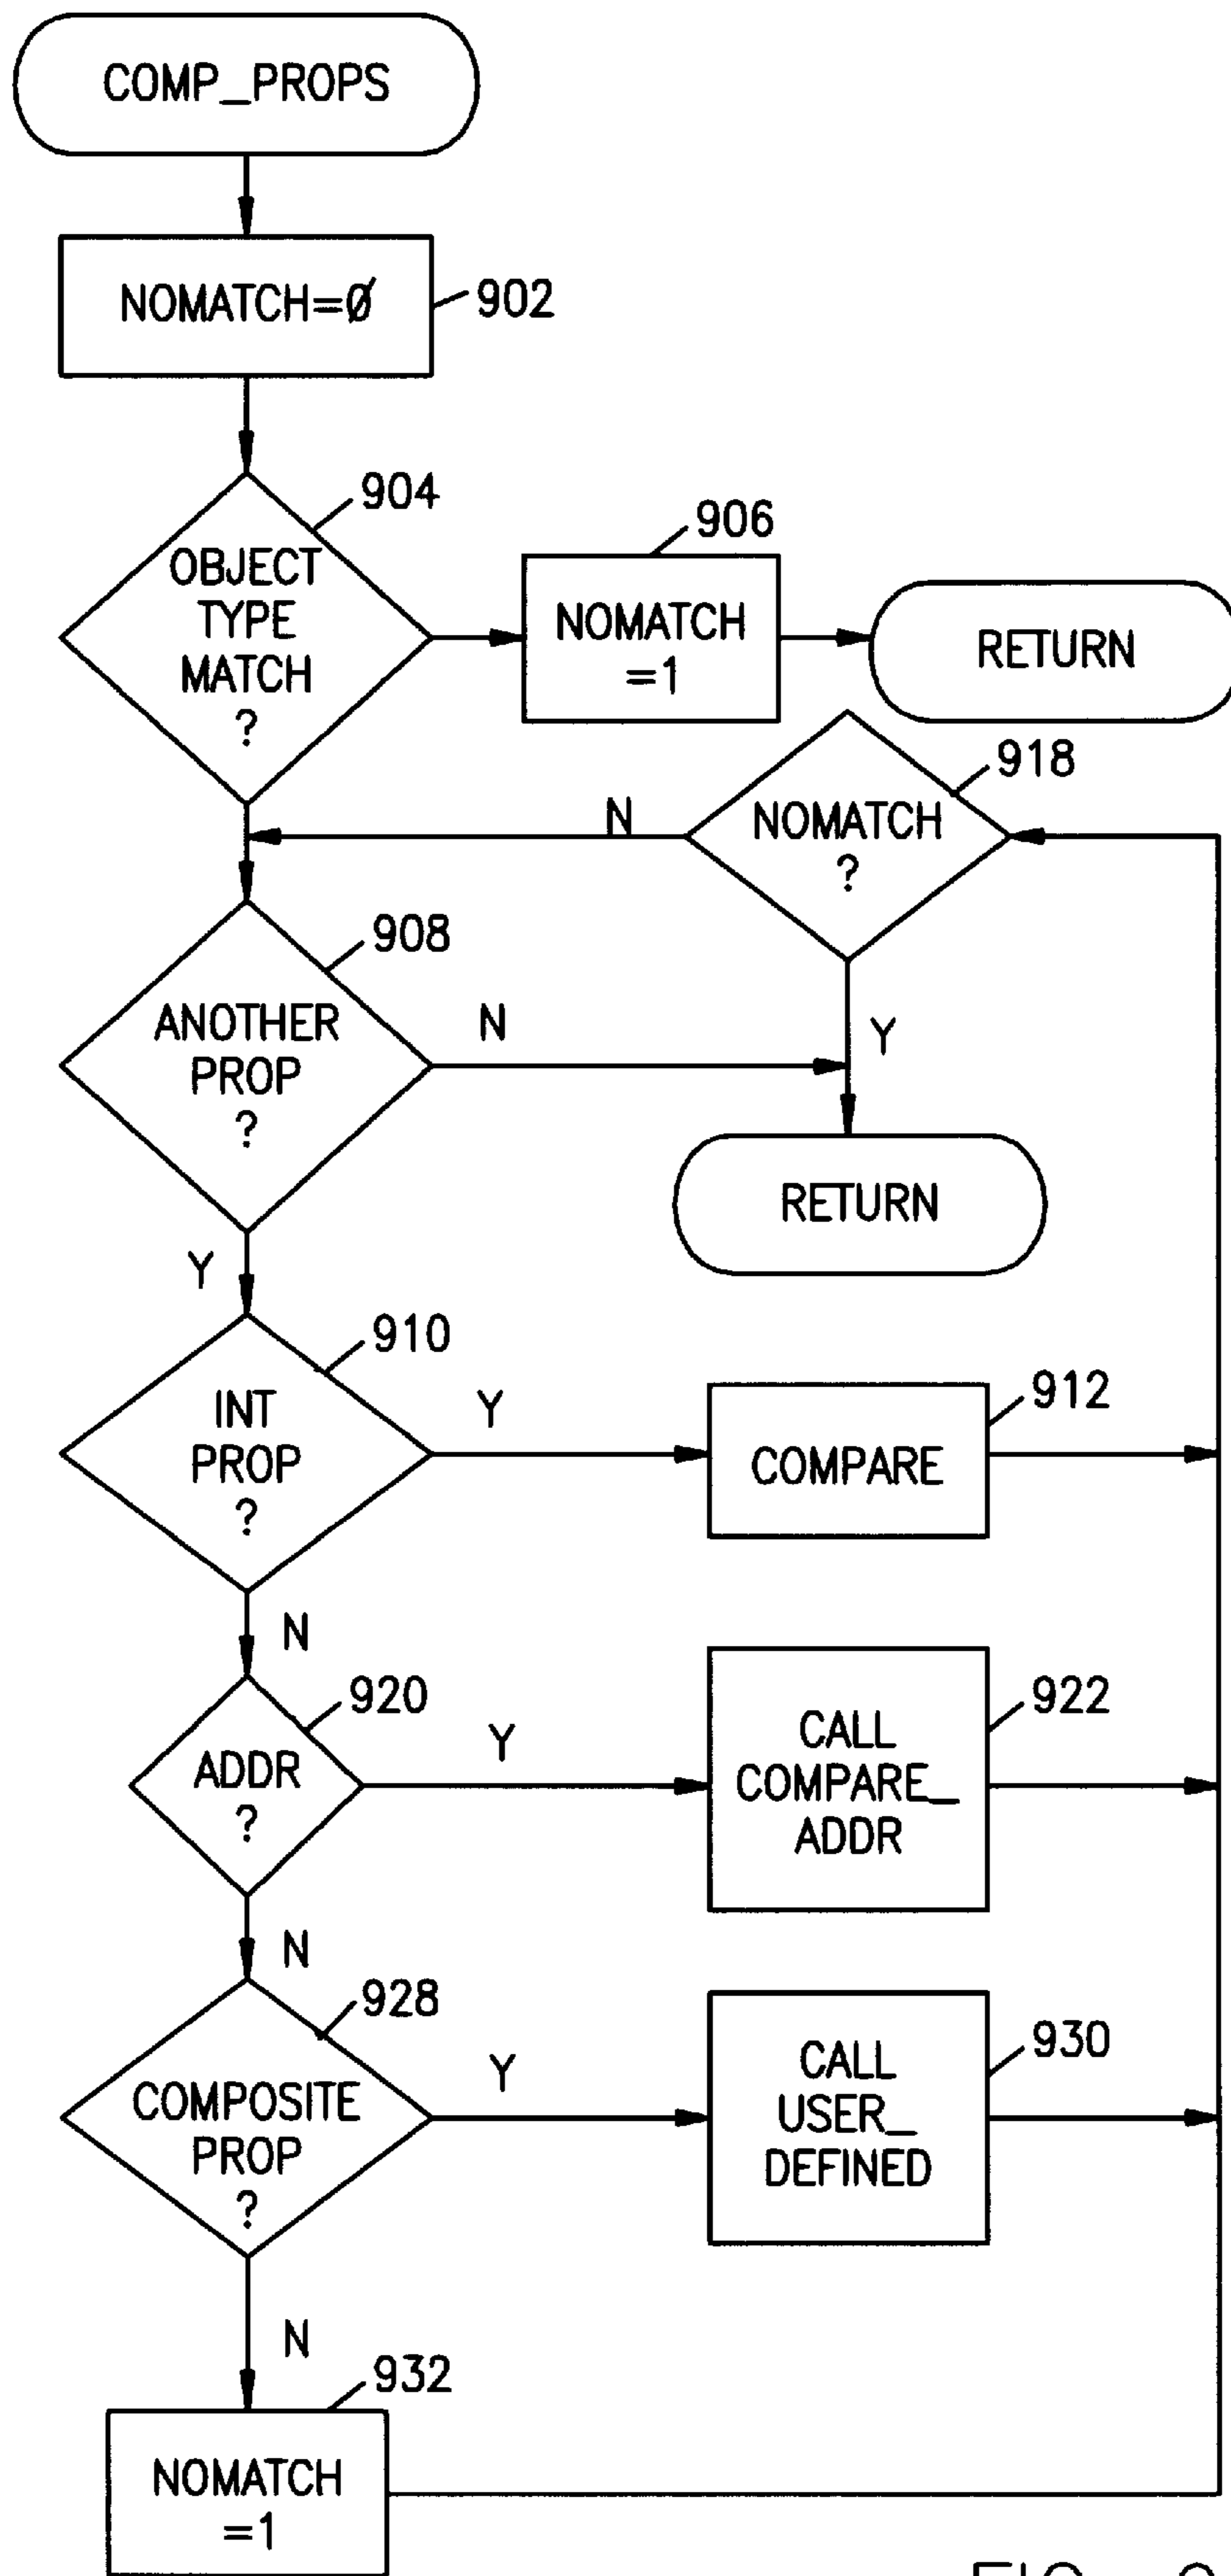 COMP_PROPS
NOMATCH=Ø
902
904
OBJECT
TYPE
MATCH
?
906
NOMATCH
=1
RETURN
918
NOMATCH
?
N
Y
908
ANOTHER
PROP
?
N
RETURN
Y
910
INT
PROP
?
Y
912
COMPARE
N
920
ADDR
?
Y
922
CALL
COMPARE_
ADDR
N
928
COMPOSITE
PROP
?
Y
930
CALL
USER_
DEFINED
N
932
NOMATCH
=1